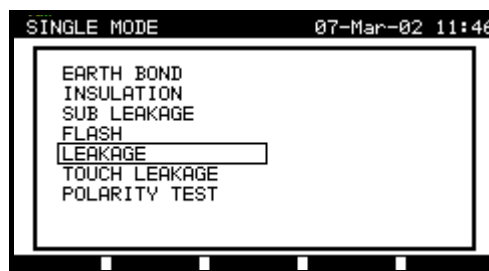 SINGLE MODE 07-Mar-02 11:46
EARTH BOND
INSULATION
SUB LEAKAGE
FLASH
LEAKAGE
TOUCH LEAKAGE
POLARITY TEST